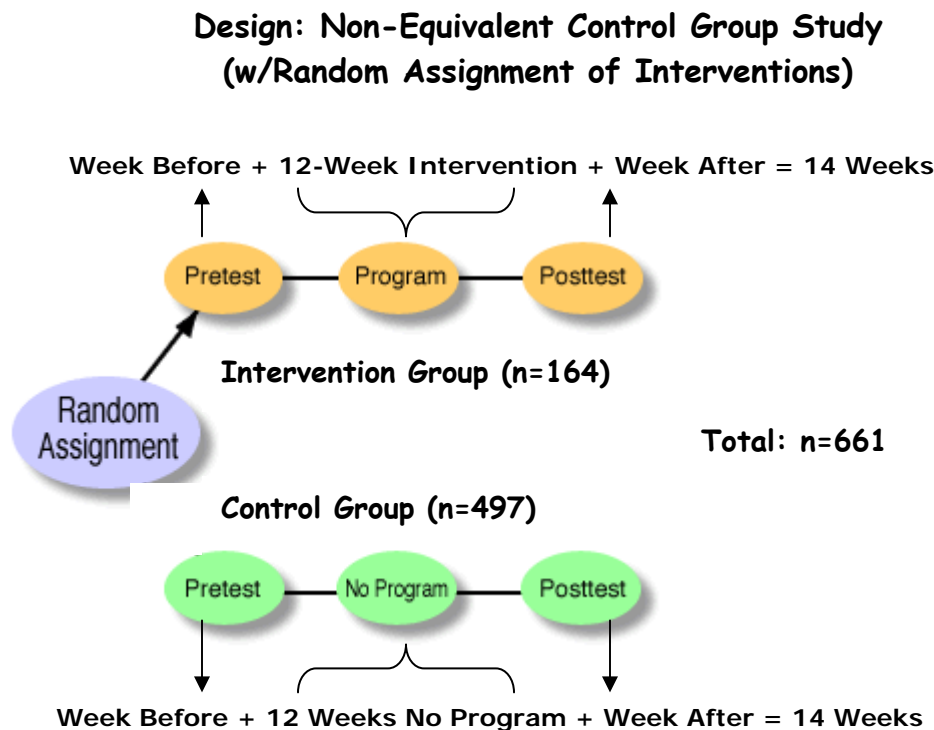 Design: Non-Equivalent Control Group Study
(w/Random Assignment of Interventions)
Week Before + 12-Week Intervention + Week After = 14 Weeks
Pretest
Program
Posttest
Intervention Group (n=164)
Random
Assignment
Total: n=661
Control Group (n=497)
Pretest
No Program
Posttest
Week Before + 12 Weeks No Program + Week After = 14 Weeks